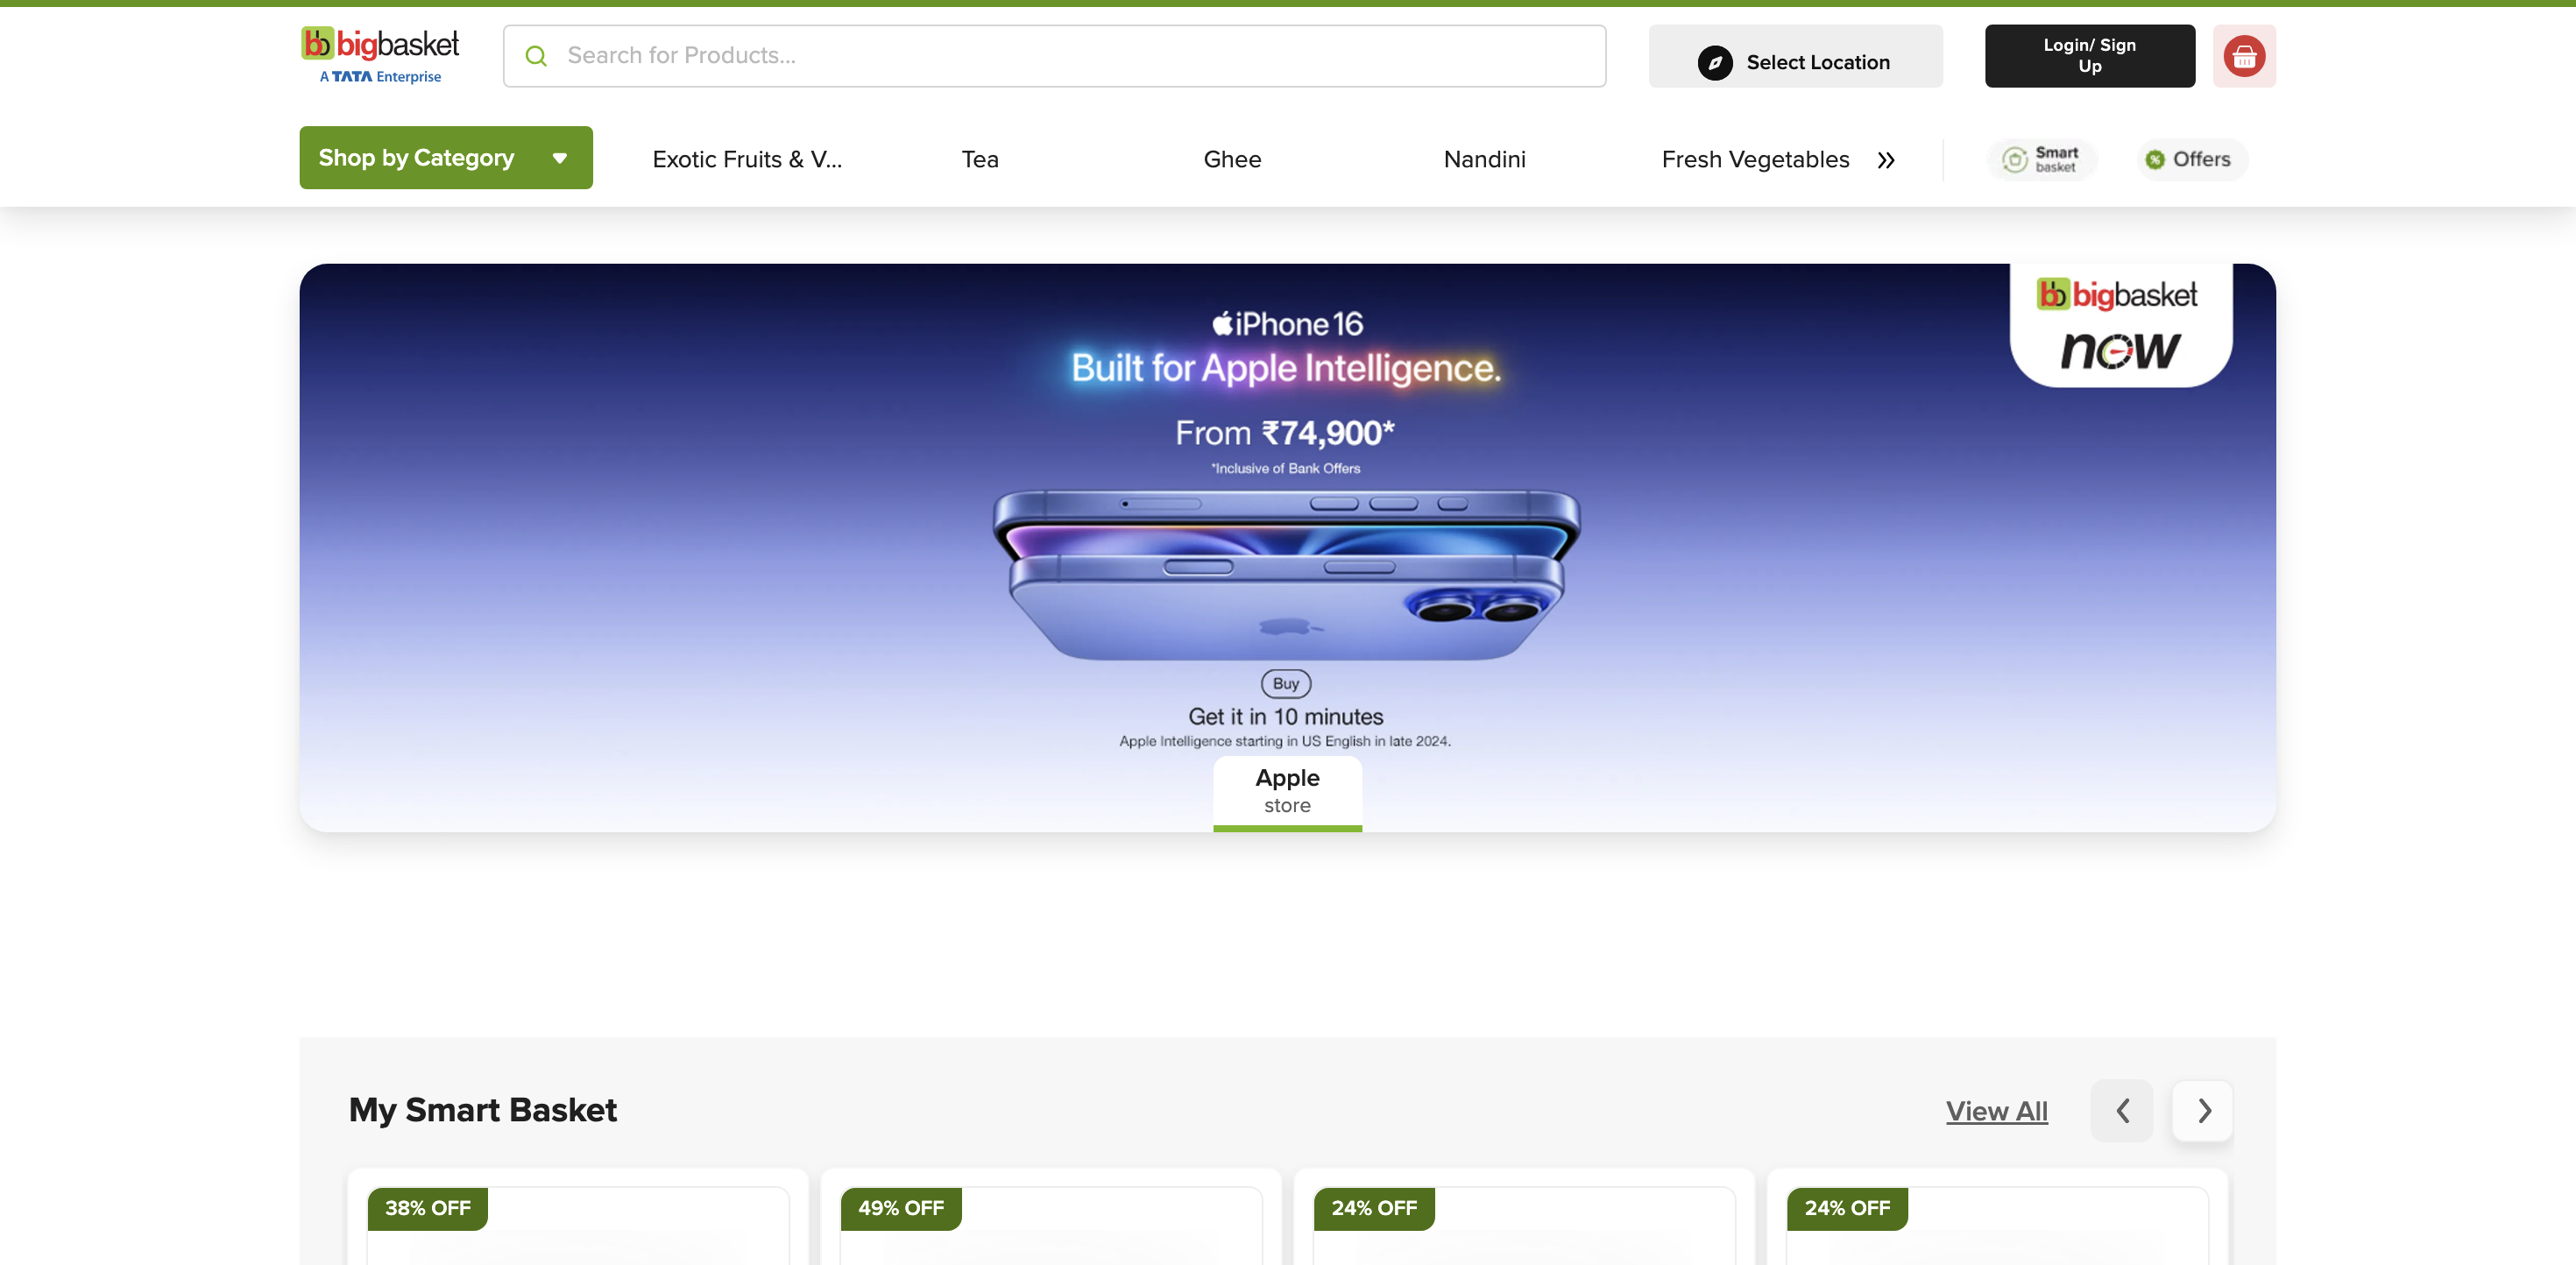 bb bigbasket
A TATA Enterprise
Search for Products...
Select Location
Login/ Sign
Up
Shop by Category
Exotic Fruits & V...
Tea
Ghee
Nandini
Fresh Vegetables
Smart
basket
Offers
bb bigbasket
now
iPhone 16
Built for Apple Intelligence.
From ₹74,900*
*Inclusive of Bank Offers
Buy
Get it in 10 minutes
Apple Intelligence starting in US English in late 2024.
Apple
store
My Smart Basket
View All
38% OFF
49% OFF
24% OFF
24% OFF